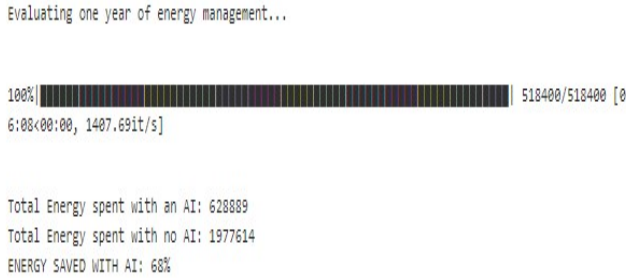 Evaluating one year of energy management...
100%| | 518400/518400 [0
6:08<00:00, 1407.69it/s]
Total Energy spent with an AI: 628889
Total Energy spent with no AI: 1977614
ENERGY SAVED WITH AI: 68%